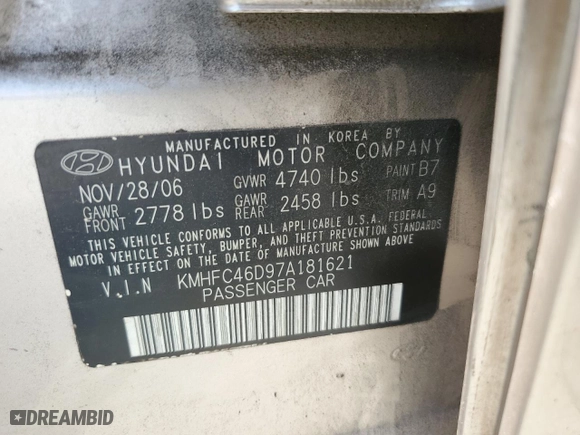 MANUFACTURED IN KOREA BY
HYUNDAI MOTOR COMPANY
NOV/28/06 GVWR 4740 lbs PAINT B7
GAWR FRONT 2778 lbs GAWR REAR 2458 lbs TRIM A9
THIS VEHICLE CONFORMS TO ALL APPLICABLE U.S.A. FEDERAL
MOTOR VEHICLE SAFETY, BUMPER, AND THEFT PREVENTION STANDARDS
IN EFFECT ON THE DATE OF MANUFACTURE SHOWN ABOVE.
V.I.N KMHFC46D97A181621
PASSENGER CAR
DREAMBID